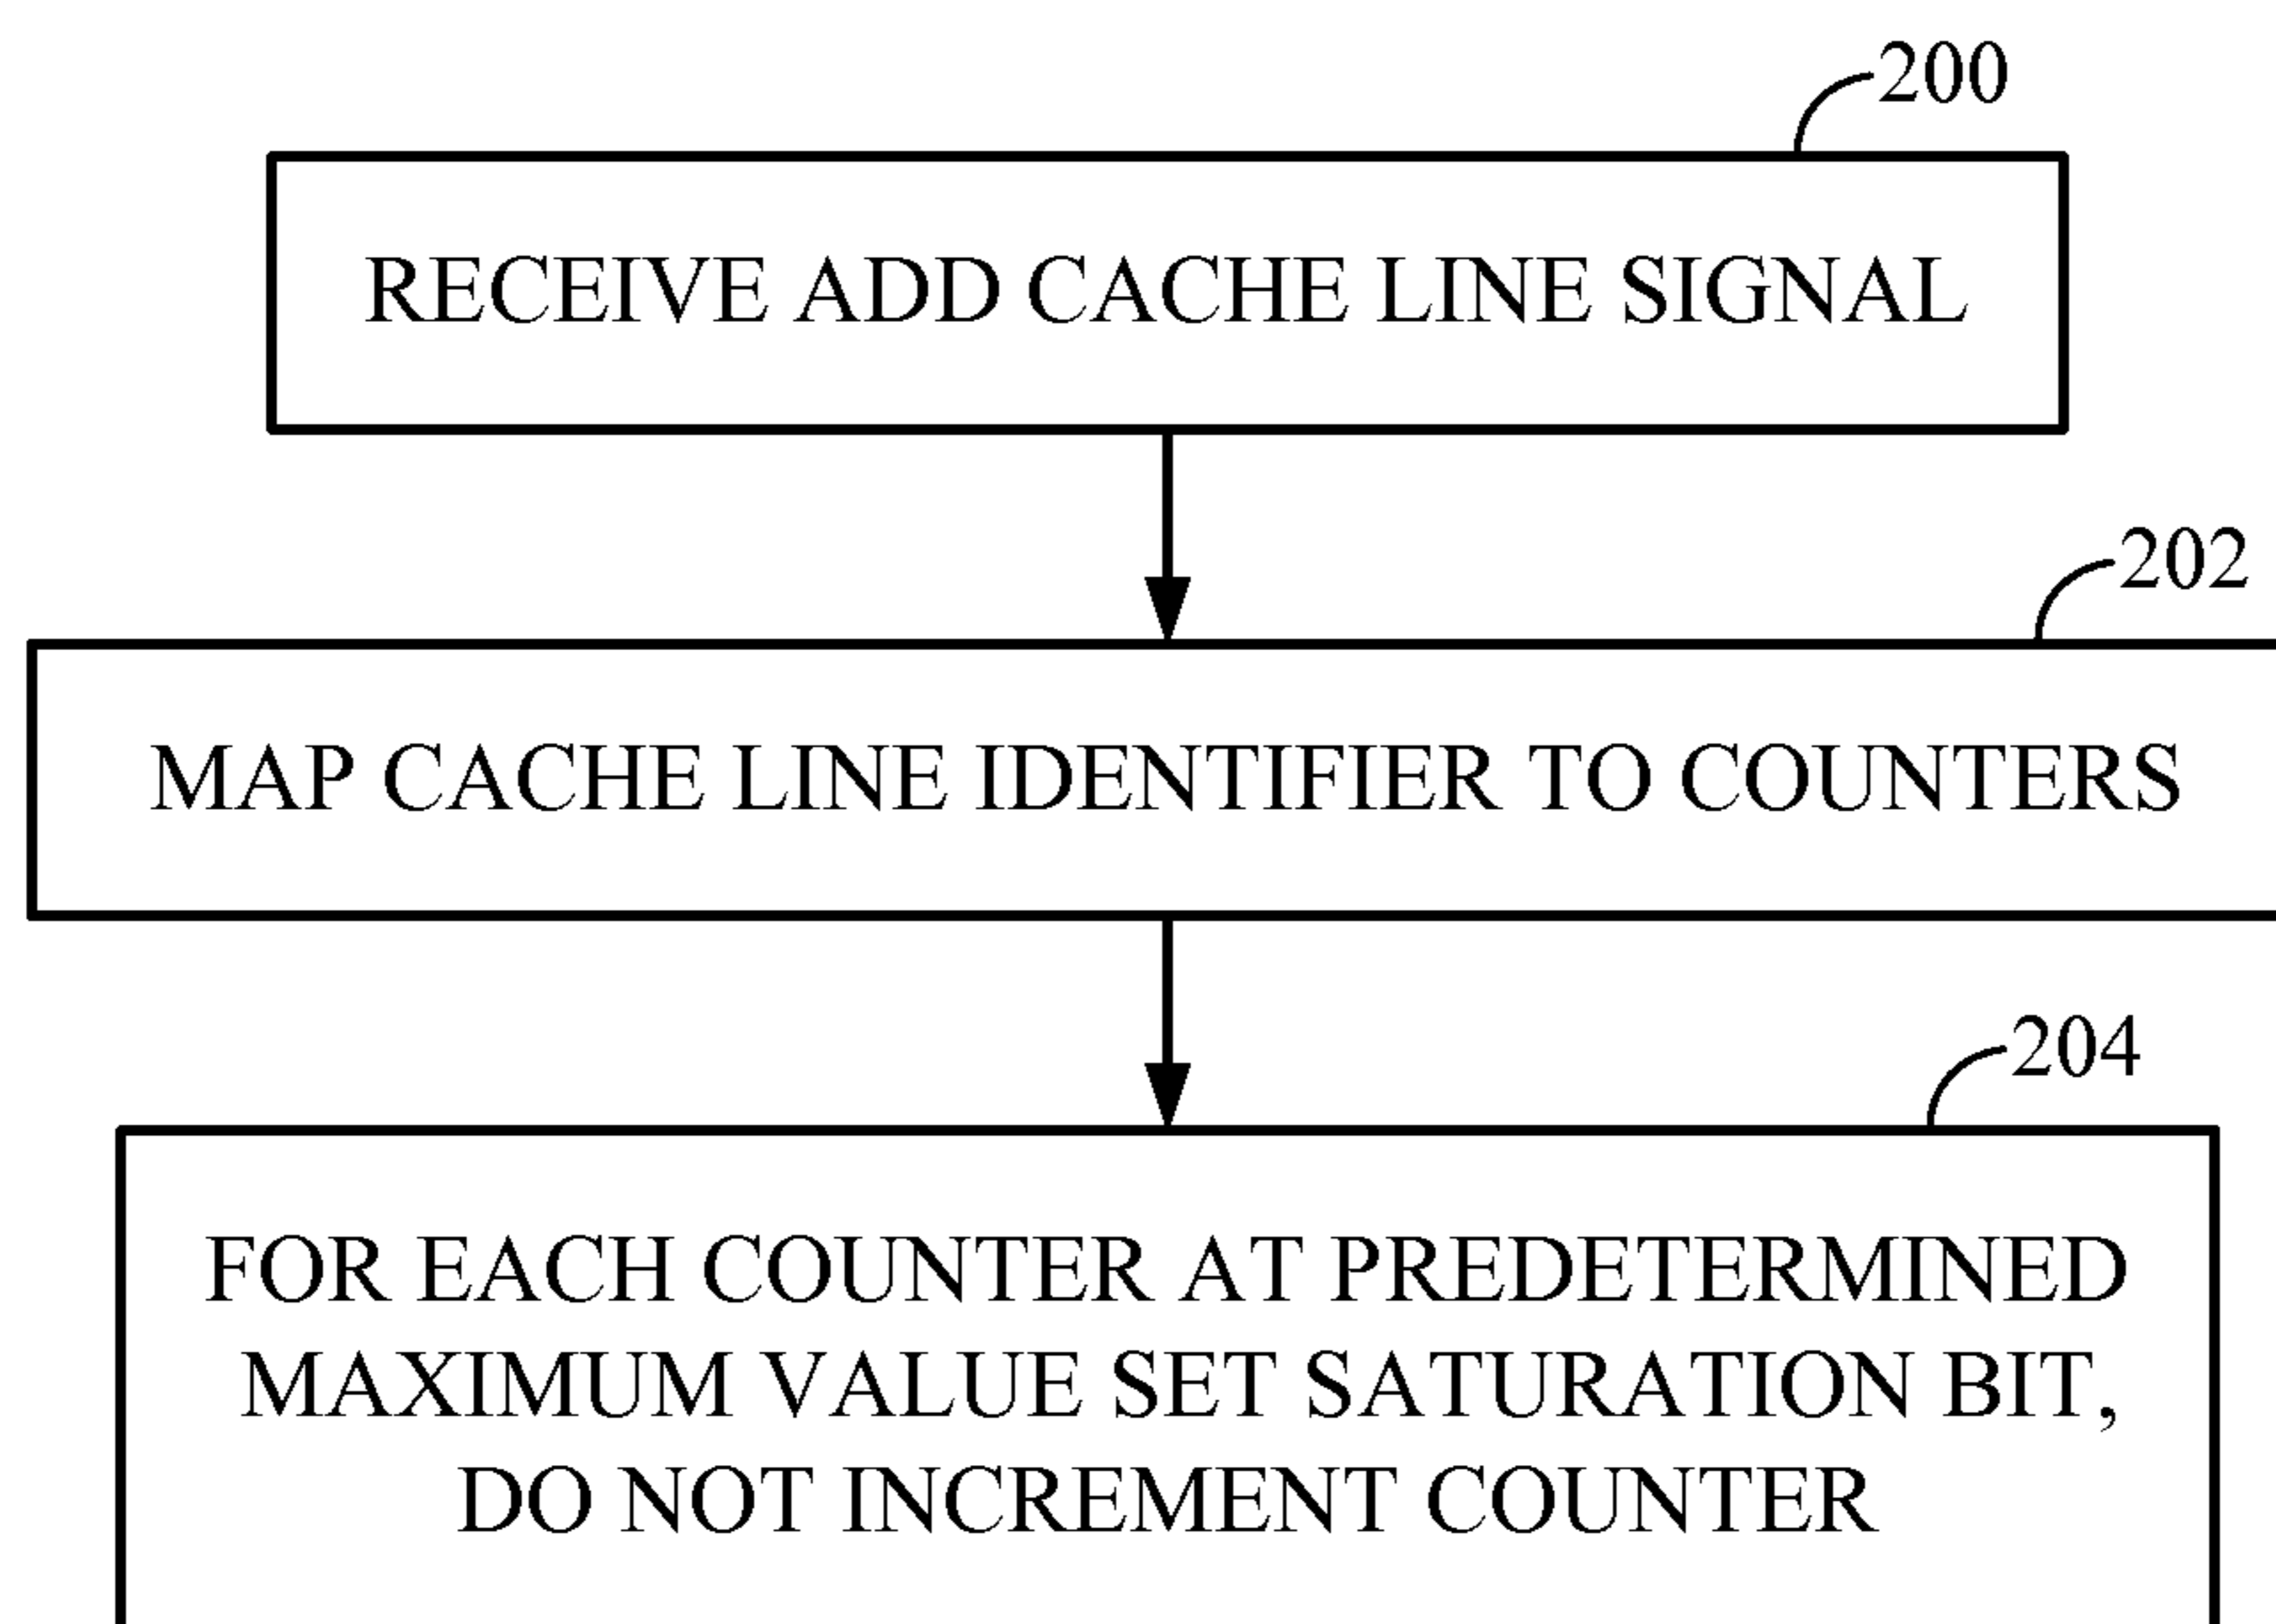 200
RECEIVE ADD CACHE LINE SIGNAL
202
MAP CACHE LINE IDENTIFIER TO COUNTERS
204
FOR EACH COUNTER AT PREDETERMINED
MAXIMUM VALUE SET SATURATION BIT,
DO NOT INCREMENT COUNTER